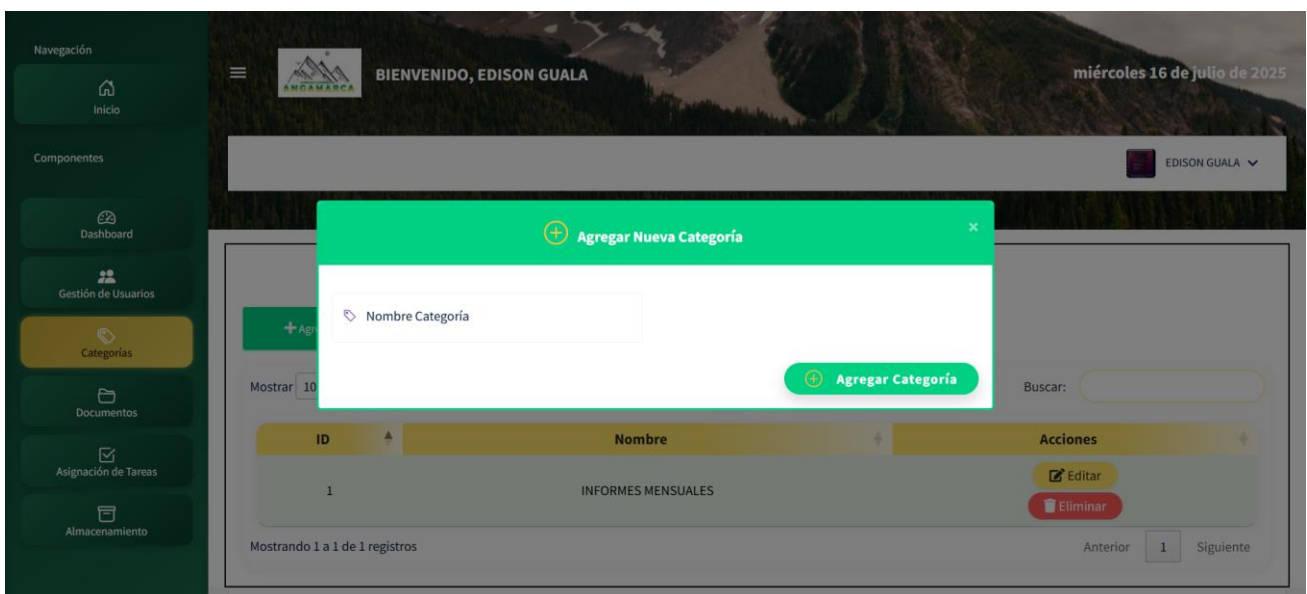 Navegación
Inicio
Componentes
Dashboard
Gestión de Usuarios
Categorías
Documentos
Asignación de Tareas
Almacenamiento
ANGAMARCA
BIENVENIDO, EDISON GUALA
miércoles 16 de julio de 2025
EDISON GUALA
Agregar Nueva Categoría
×
Nombre Categoría
Agregar Categoría
Mostrar 10
Buscar:
ID Nombre Acciones
1 INFORMES MENSUALES Editar
Eliminar
Mostrando 1 a 1 de 1 registros
Anterior 1 Siguiente